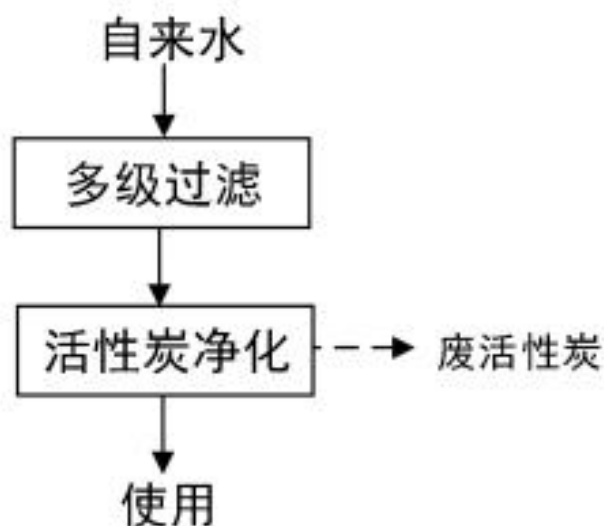 自来水
多级过滤
活性炭净化
废活性炭
使用